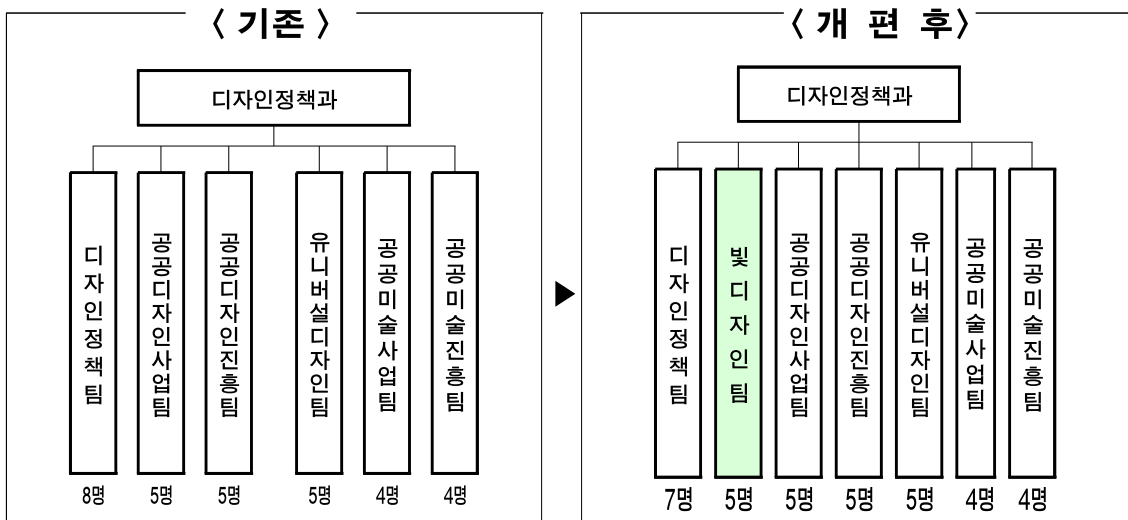 〈 기존 〉
디자인정책과
디자인정책팀
공공디자인사업팀
공공디자인진흥팀
유니버설디자인팀
공공미술사업팀
공공미술진흥팀
8명 5명 5명 5명 4명 4명
▶
〈 개 편 후〉
디자인정책과
디자인정책팀
빛디자인팀
공공디자인사업팀
공공디자인진흥팀
유니버설디자인팀
공공미술사업팀
공공미술진흥팀
7명 5명 5명 5명 5명 4명 4명